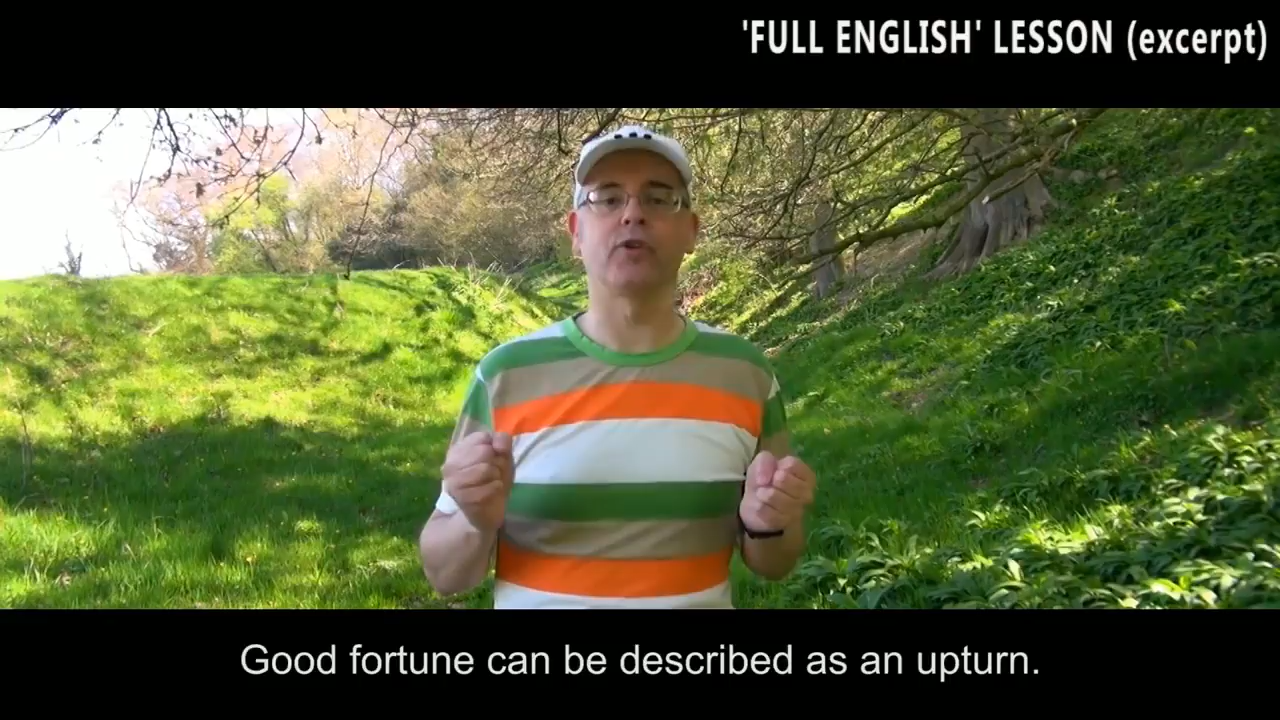 'FULL ENGLISH' LESSON (excerpt)
Good fortune can be described as an upturn.